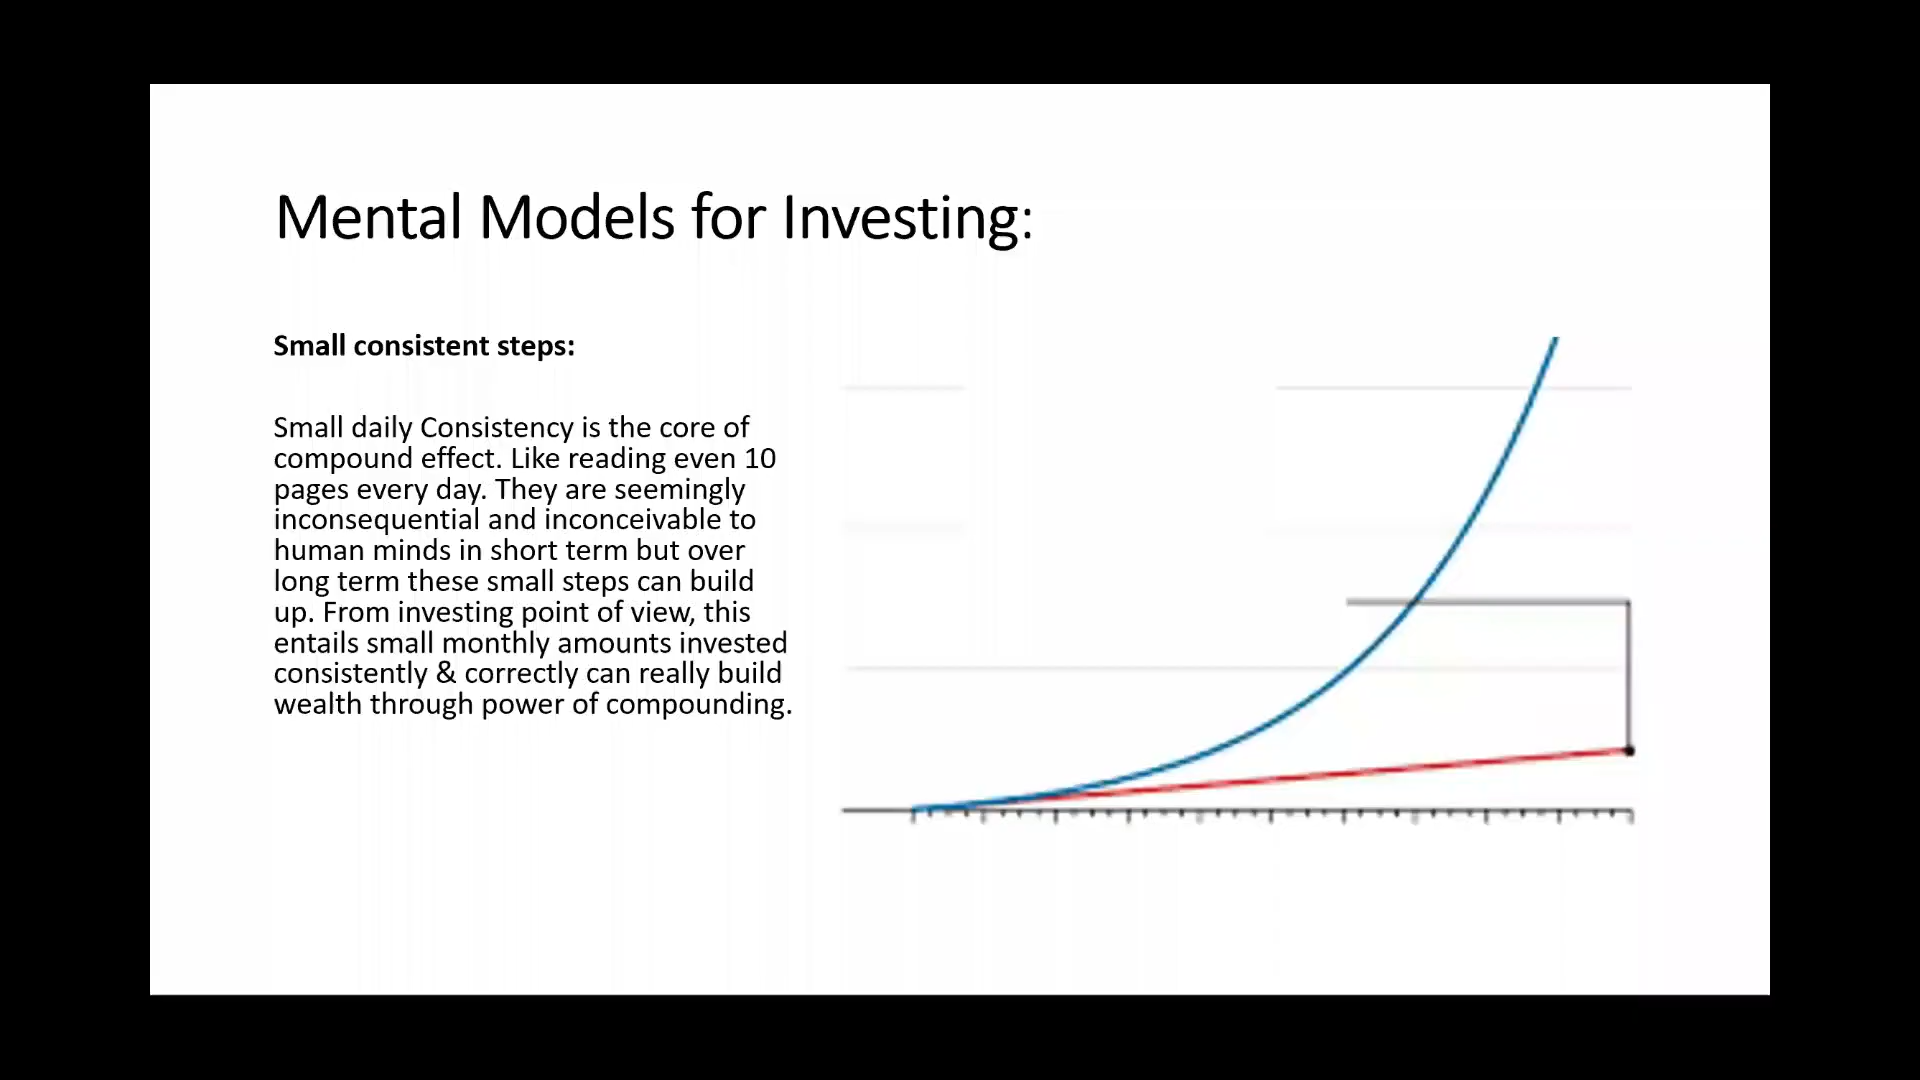 Mental Models for Investing:
Small consistent steps:
Small daily Consistency is the core of
compound effect. Like reading even 10
pages every day. They are seemingly
inconsequential and inconceivable to
human minds in short term but over
long term these small steps can build
up. From investing point of view, this
entails small monthly amounts invested
consistently & correctly can really build
wealth through power of compounding.